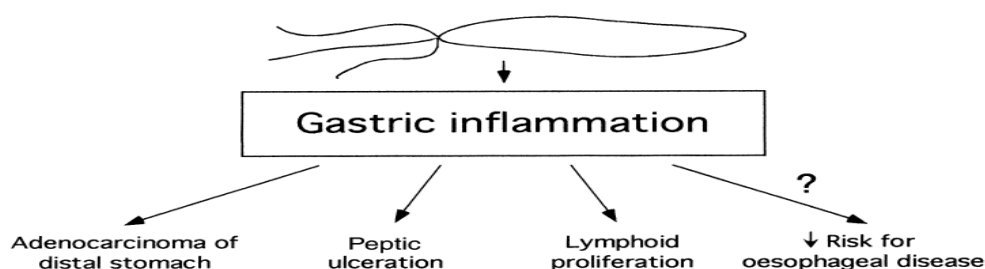 Gastric inflammation
?
Adenocarcinoma of
distal stomach
Peptic
ulceration
Lymphoid
proliferation
↓ Risk for
oesophageal disease